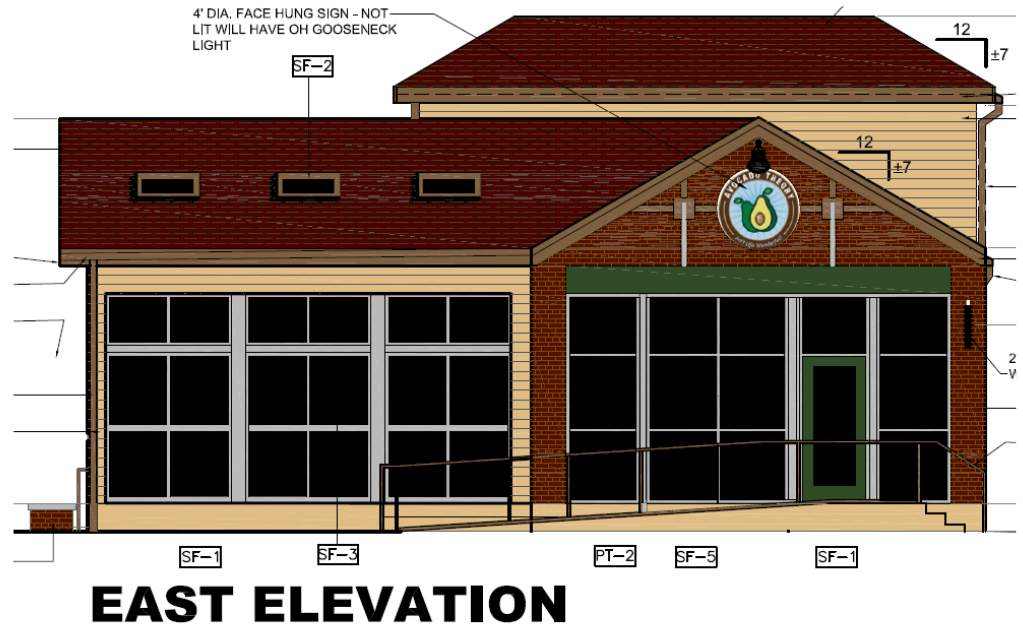 4' DIA. FACE HUNG SIGN - NOT
LIT WILL HAVE OH GOOSENECK
LIGHT
SF-2
12
±7
12
±7
AVOCADO THEORY
2
SF-1
SF-3
PT-2
SF-5
SF-1
EAST ELEVATION